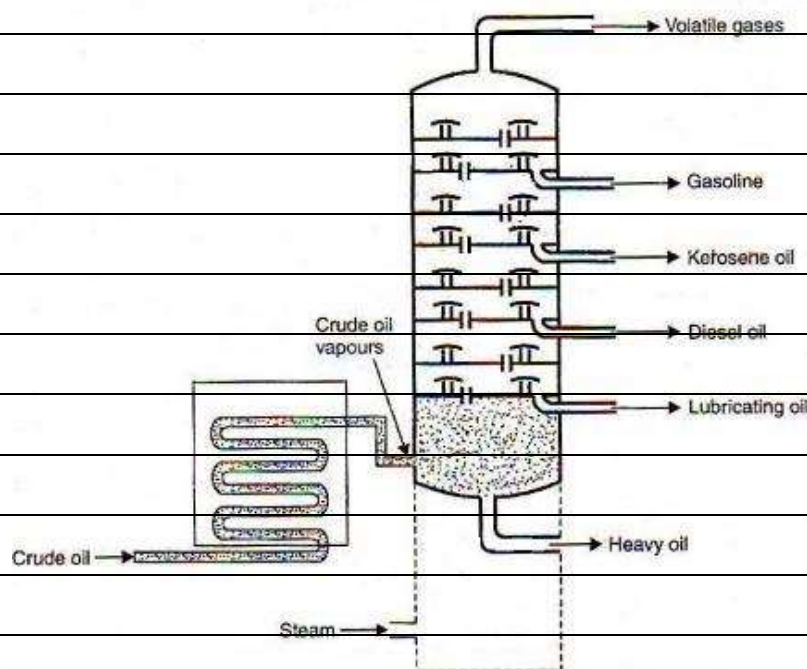 Volatile gases
Gasoline
Kerosene oil
Crude oil
vapours
Diesel oil
Lubricating oil
Crude oil
Heavy oil
Steam